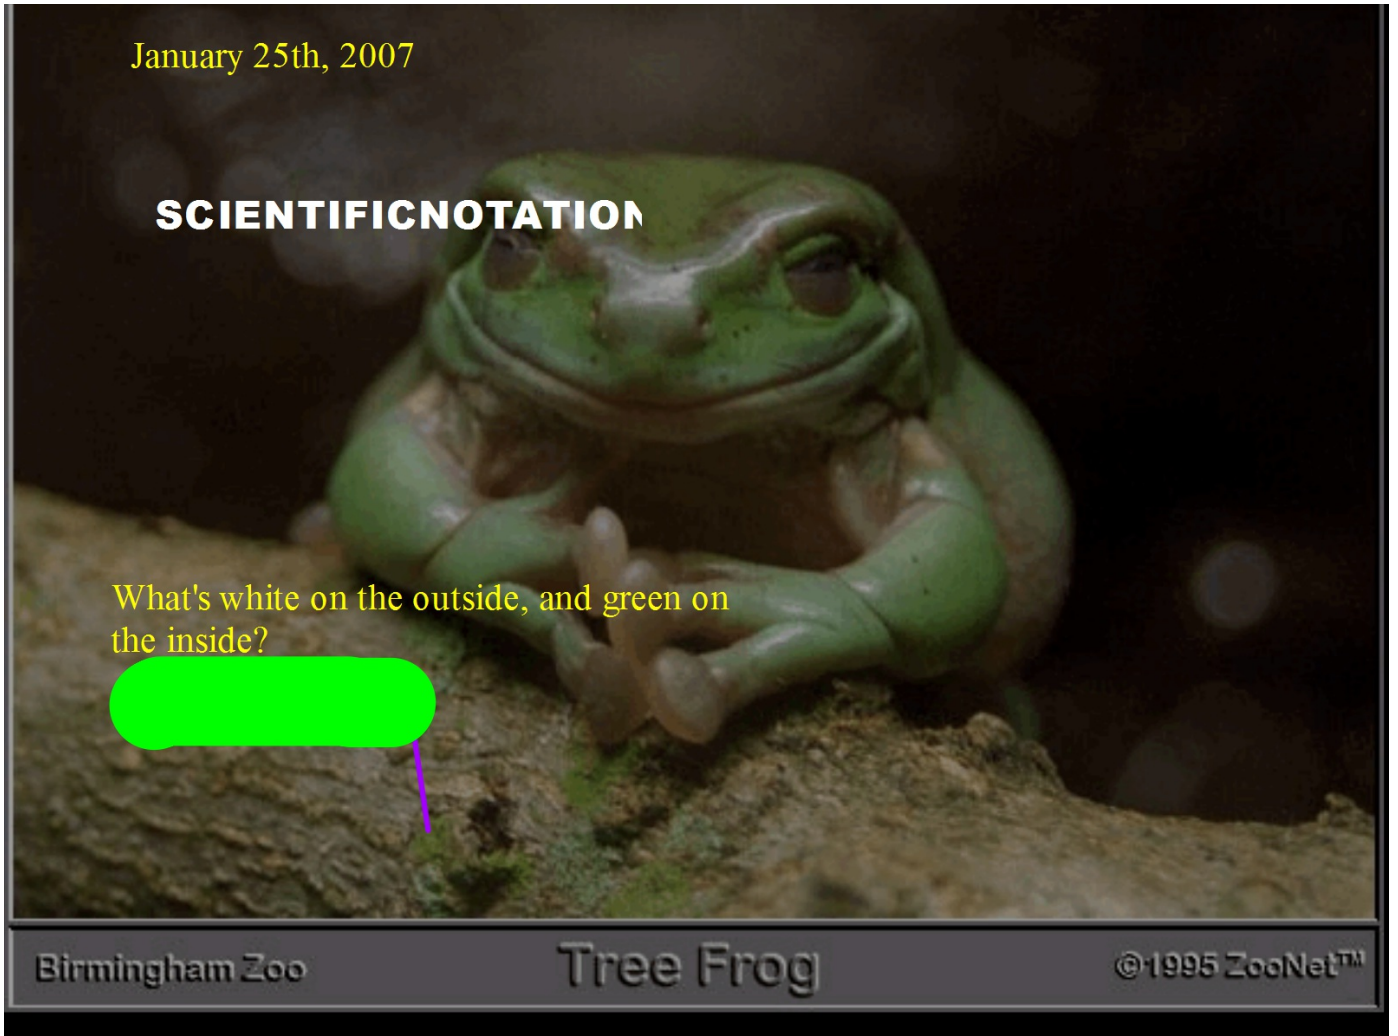 January 25th, 2007
SCIENTIFICNOTATION
What's white on the outside, and green on
the inside?
Birmingham Zoo
Tree Frog
©1995 ZooNet™